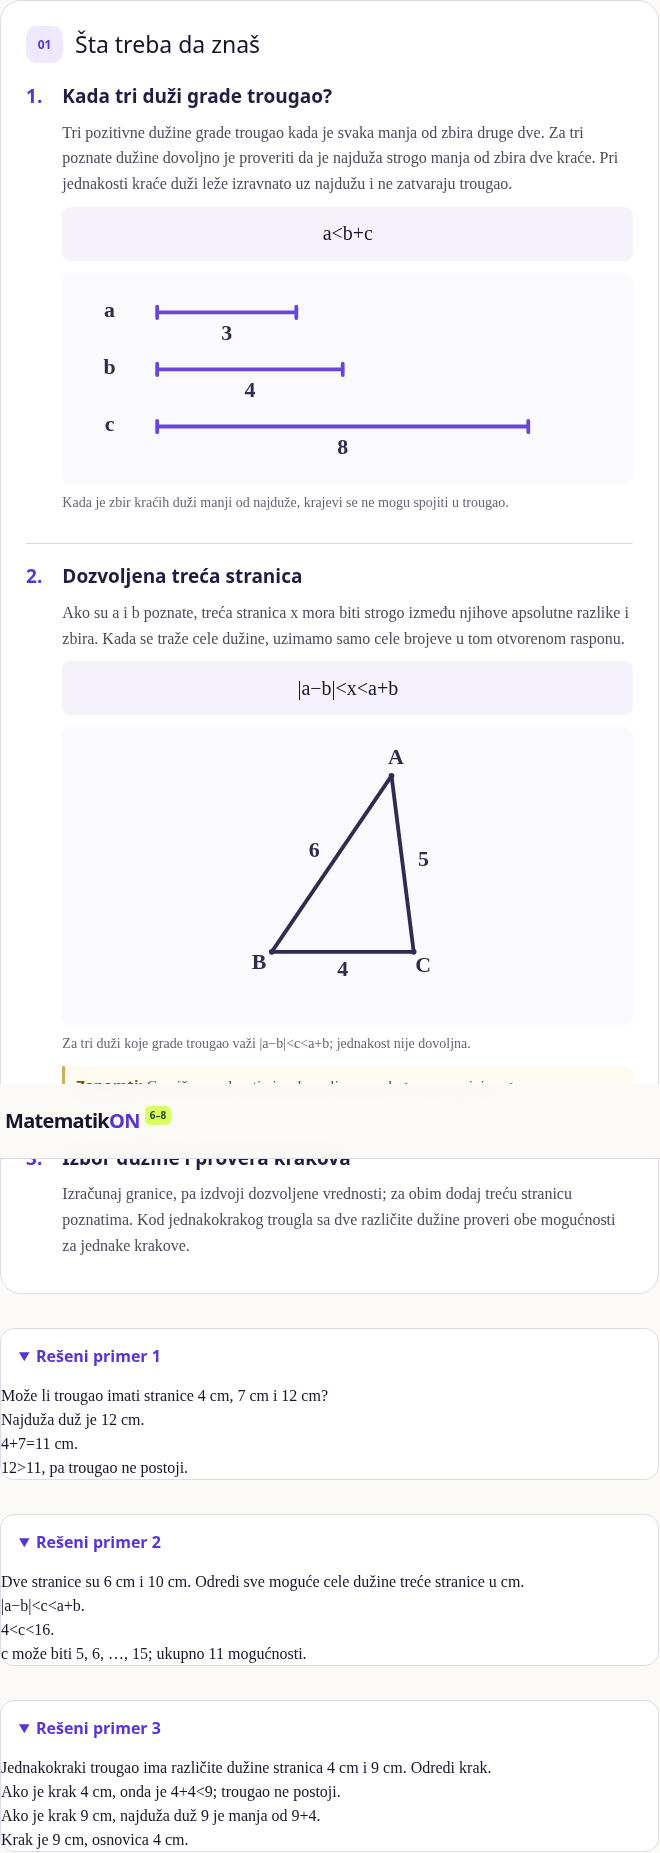 01 Šta treba da znaš
1. Kada tri duži grade trougao?
Tri pozitivne dužine grade trougao kada je svaka manja od zbira druge dve. Za tri
poznate dužine dovoljno je proveriti da je najduža strogo manja od zbira dve kraće. Pri
jednakosti kraće duži leže izravnato uz najdužu i ne zatvaraju trougao.
a<b+c
a
3
b
4
c
8
Kada je zbir kraćih duži manji od najduže, krajevi se ne mogu spojiti u trougao.
2. Dozvoljena treća stranica
Ako su a i b poznate, treća stranica x mora biti strogo između njihove apsolutne razlike i
zbira. Kada se traže cele dužine, uzimamo samo cele brojeve u tom otvorenom rasponu.
|a−b|<x<a+b
A
6
5
B
4
C
Za tri duži koje grade trougao važi |a−b|<c<a+b; jednakost nije dovoljna.
Zapamti:
MatematikON 6–8
3. Izbor dužine i provera krakova
Izračunaj granice, pa izdvoji dozvoljene vrednosti; za obim dodaj treću stranicu
poznatima. Kod jednakokrakog trougla sa dve različite dužine proveri obe mogućnosti
za jednake krakove.
▼ Rešeni primer 1
Može li trougao imati stranice 4 cm, 7 cm i 12 cm?
Najduža duž je 12 cm.
4+7=11 cm.
12>11, pa trougao ne postoji.
▼ Rešeni primer 2
Dve stranice su 6 cm i 10 cm. Odredi sve moguće cele dužine treće stranice u cm.
|a−b|<c<a+b.
4<c<16.
c može biti 5, 6, …, 15; ukupno 11 mogućnosti.
▼ Rešeni primer 3
Jednakokraki trougao ima različite dužine stranica 4 cm i 9 cm. Odredi krak.
Ako je krak 4 cm, onda je 4+4<9; trougao ne postoji.
Ako je krak 9 cm, najduža duž 9 je manja od 9+4.
Krak je 9 cm, osnovica 4 cm.